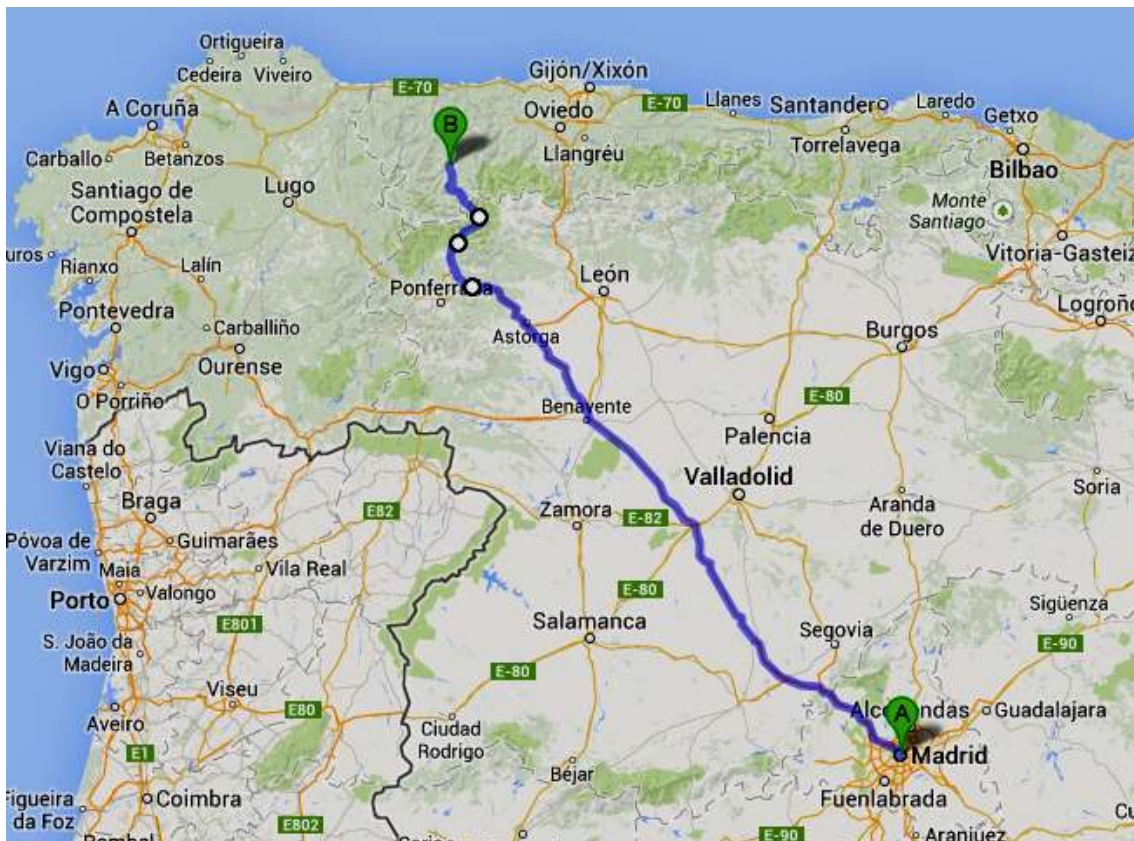 Ortigueira
Cedeira
Viveiro
E-70
Gijón/Xixón
A Coruña
B
Oviedo
E-70
Llanes
Santander
Laredo
Getxo
Carballo
Betanzos
Llangréu
Torrelavega
Bilbao
Santiago de
Compostela
Lugo
Monte
Santiago
uros
Rianxo
Lalín
Vitoria-Gasteiz
Ponferrada
León
Logroño
Pontevedra
Carballiño
Astorga
Burgos
Vigo
Ourense
O Porriño
Benavente
E-80
Palencia
Viana do
Castelo
Valladolid
Soria
Braga
E82
Zamora
E-82
Aranda
de Duero
Póvoa de
Varzim
Guimarães
Maia
Vila Real
Porto
Valongo
E-80
Sigüenza
E801
Salamanca
Segovia
S. João da
Madeira
E-80
E-90
Viseu
E80
A
Guadalajara
Aveiro
Ciudad
Rodrigo
E1
Madrid
Béjar
Coimbra
Fuenlabrada
Figueira
da Foz
E802
E-90
Aranjuez